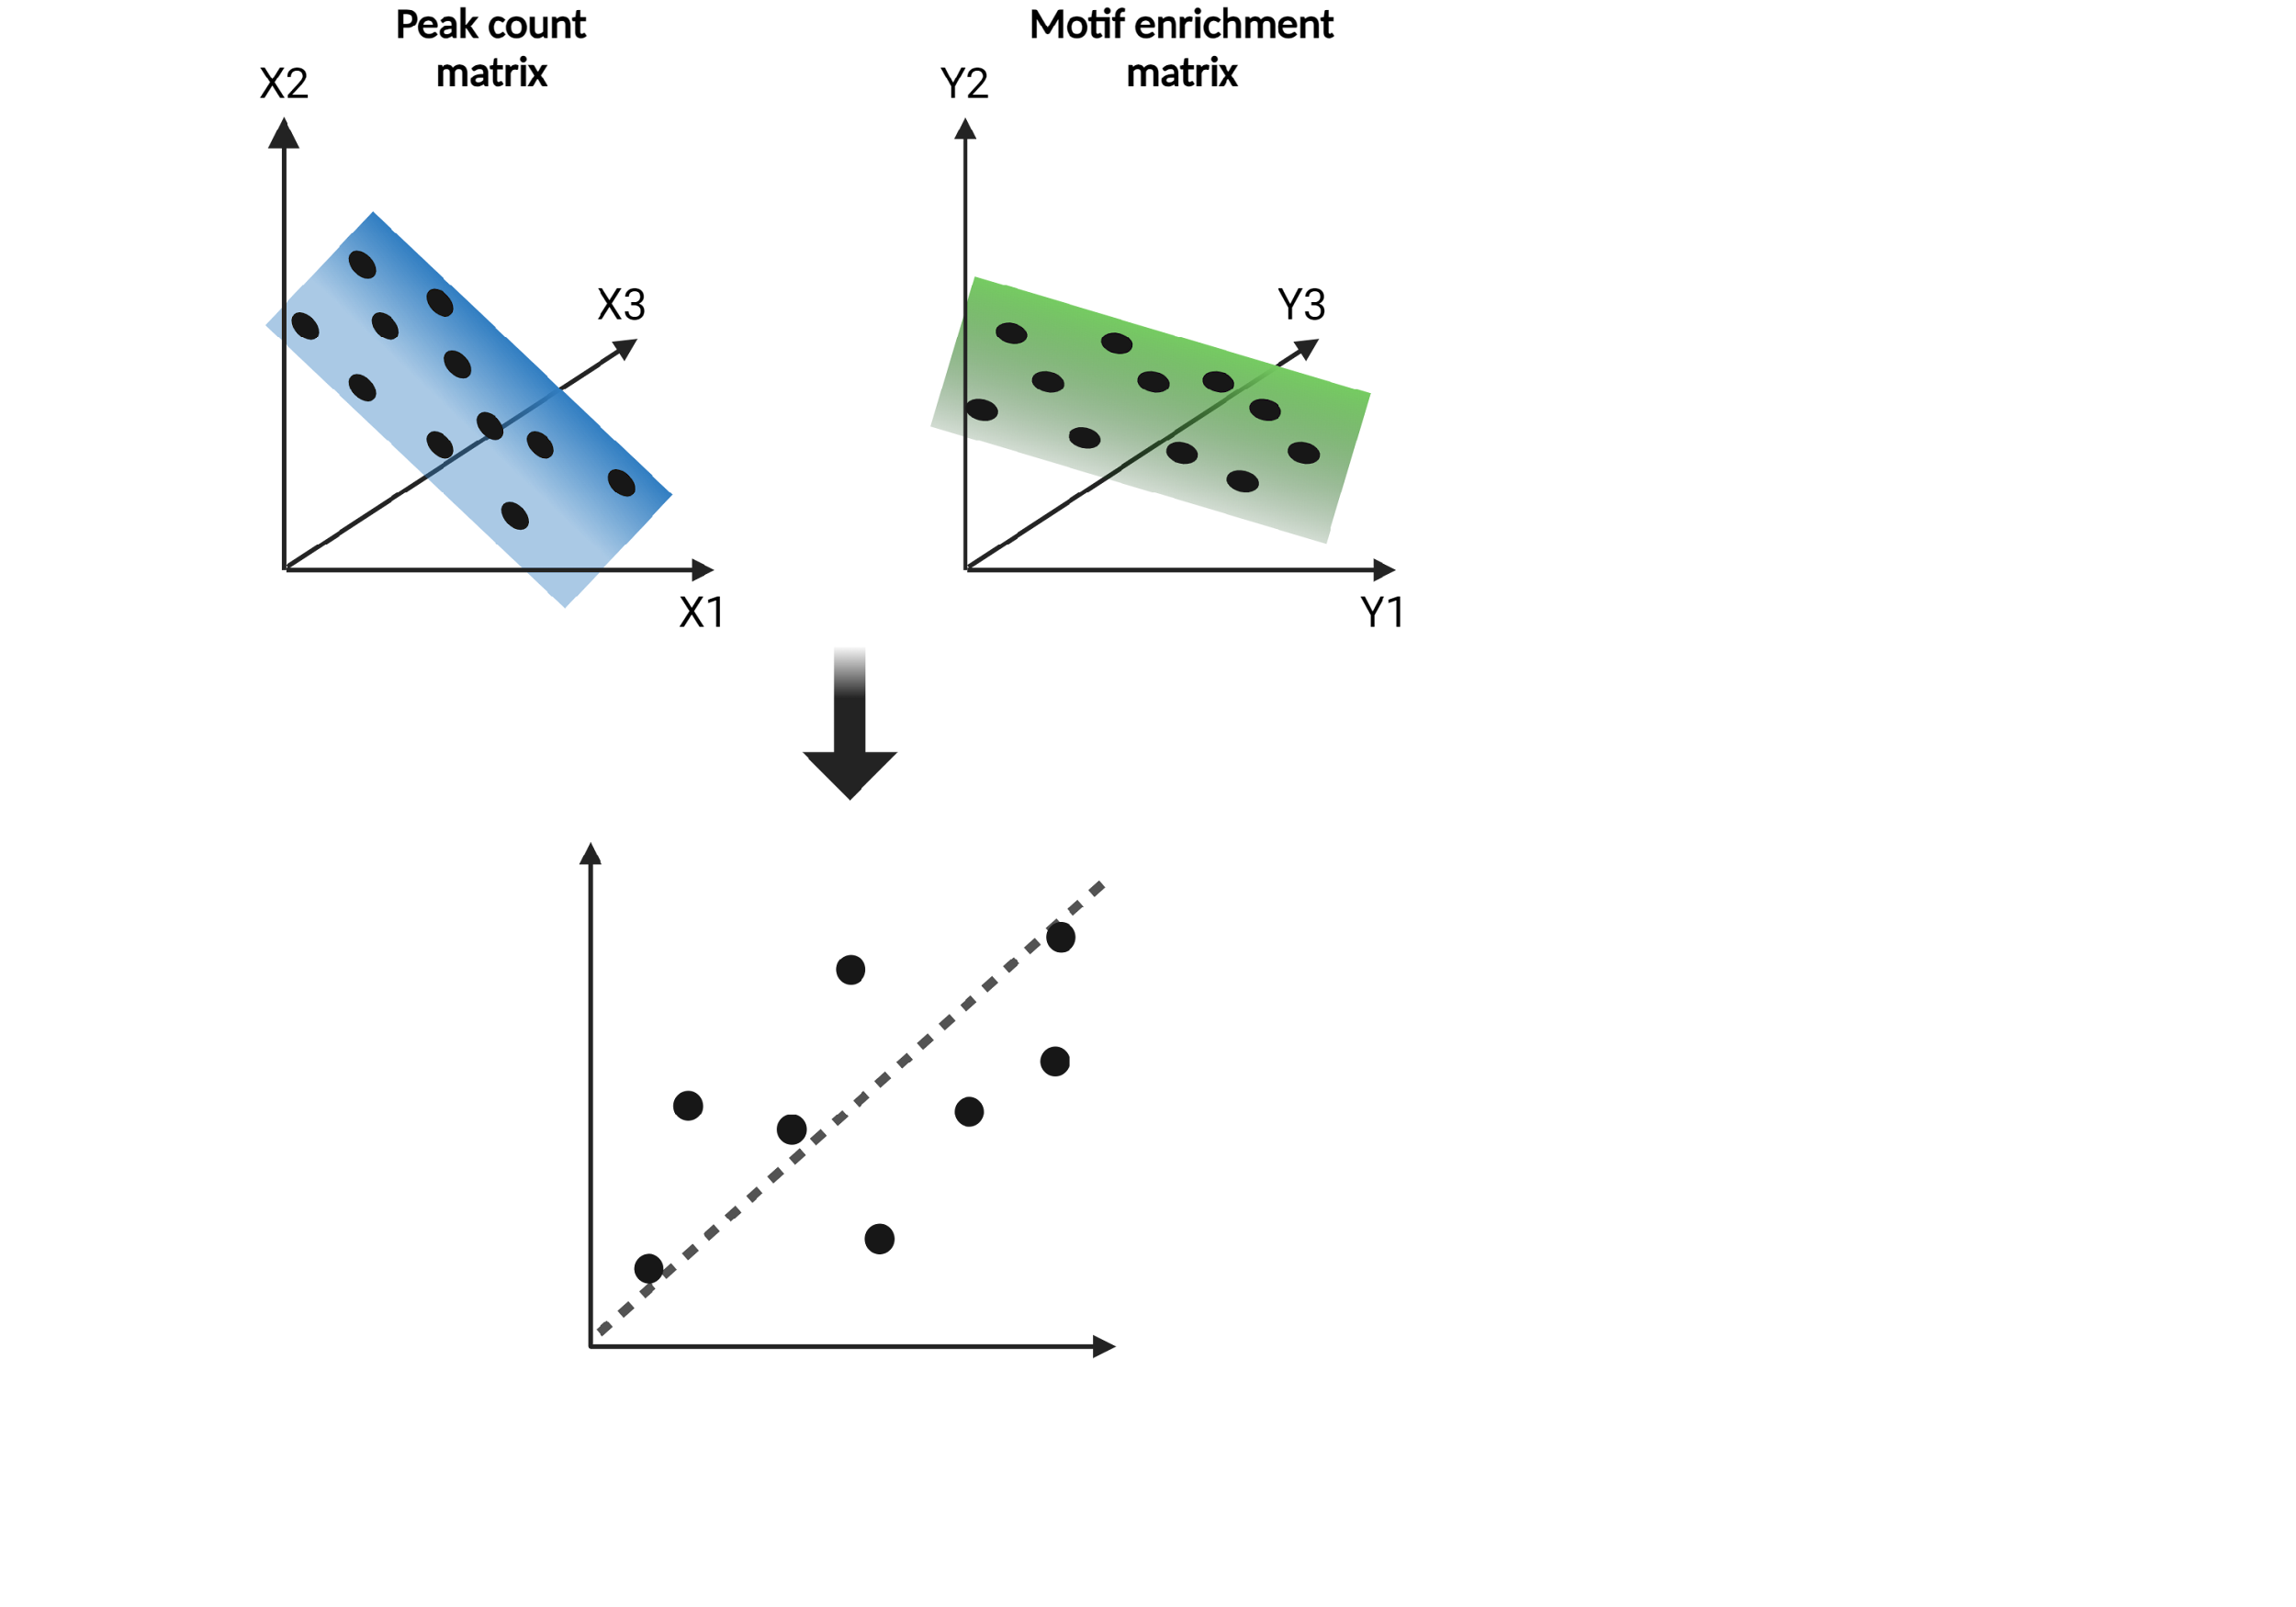 Peak count
matrix
Motif enrichment
matrix
X2
Y2
X3
Y3
X1
Y1